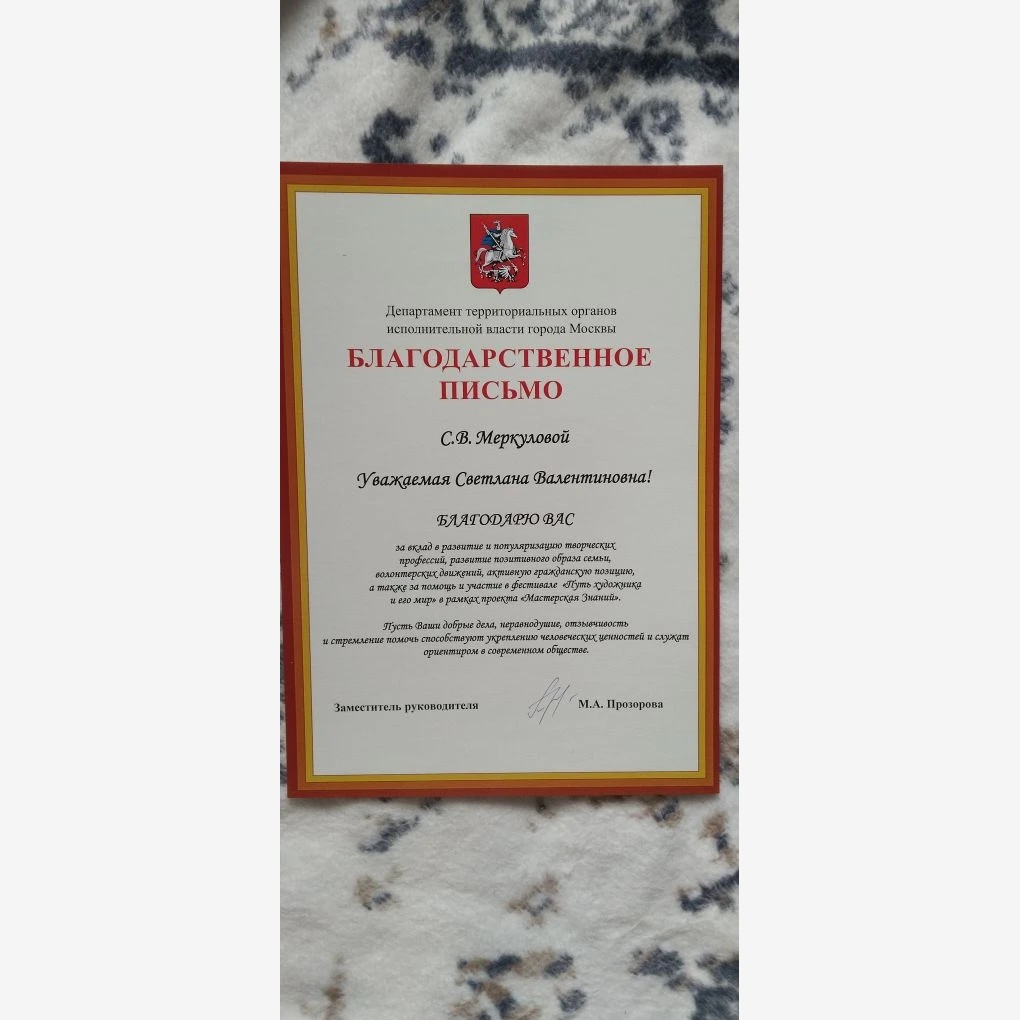 Департамент территориальных органов
исполнительной власти города Москвы
БЛАГОДАРСТВЕННОЕ
ПИСЬМО
С.В. Меркуловой
Уважаемая Светлана Валентиновна!
БЛАГОДАРЮ ВАС
за вклад в развитие и популяризацию творческих
профессий, развитие позитивного образа семьи,
волонтерских движений, активную гражданскую позицию,
а также за помощь и участие в фестивале «Путь художника
и его мир» в рамках проекта «Мастерская Знаний».
Пусть Ваши добрые дела, неравнодушие, отзывчивость
и стремление помочь способствуют укреплению человеческих ценностей и служат
ориентиром в современном обществе.
Заместитель руководителя М.А. Прозорова